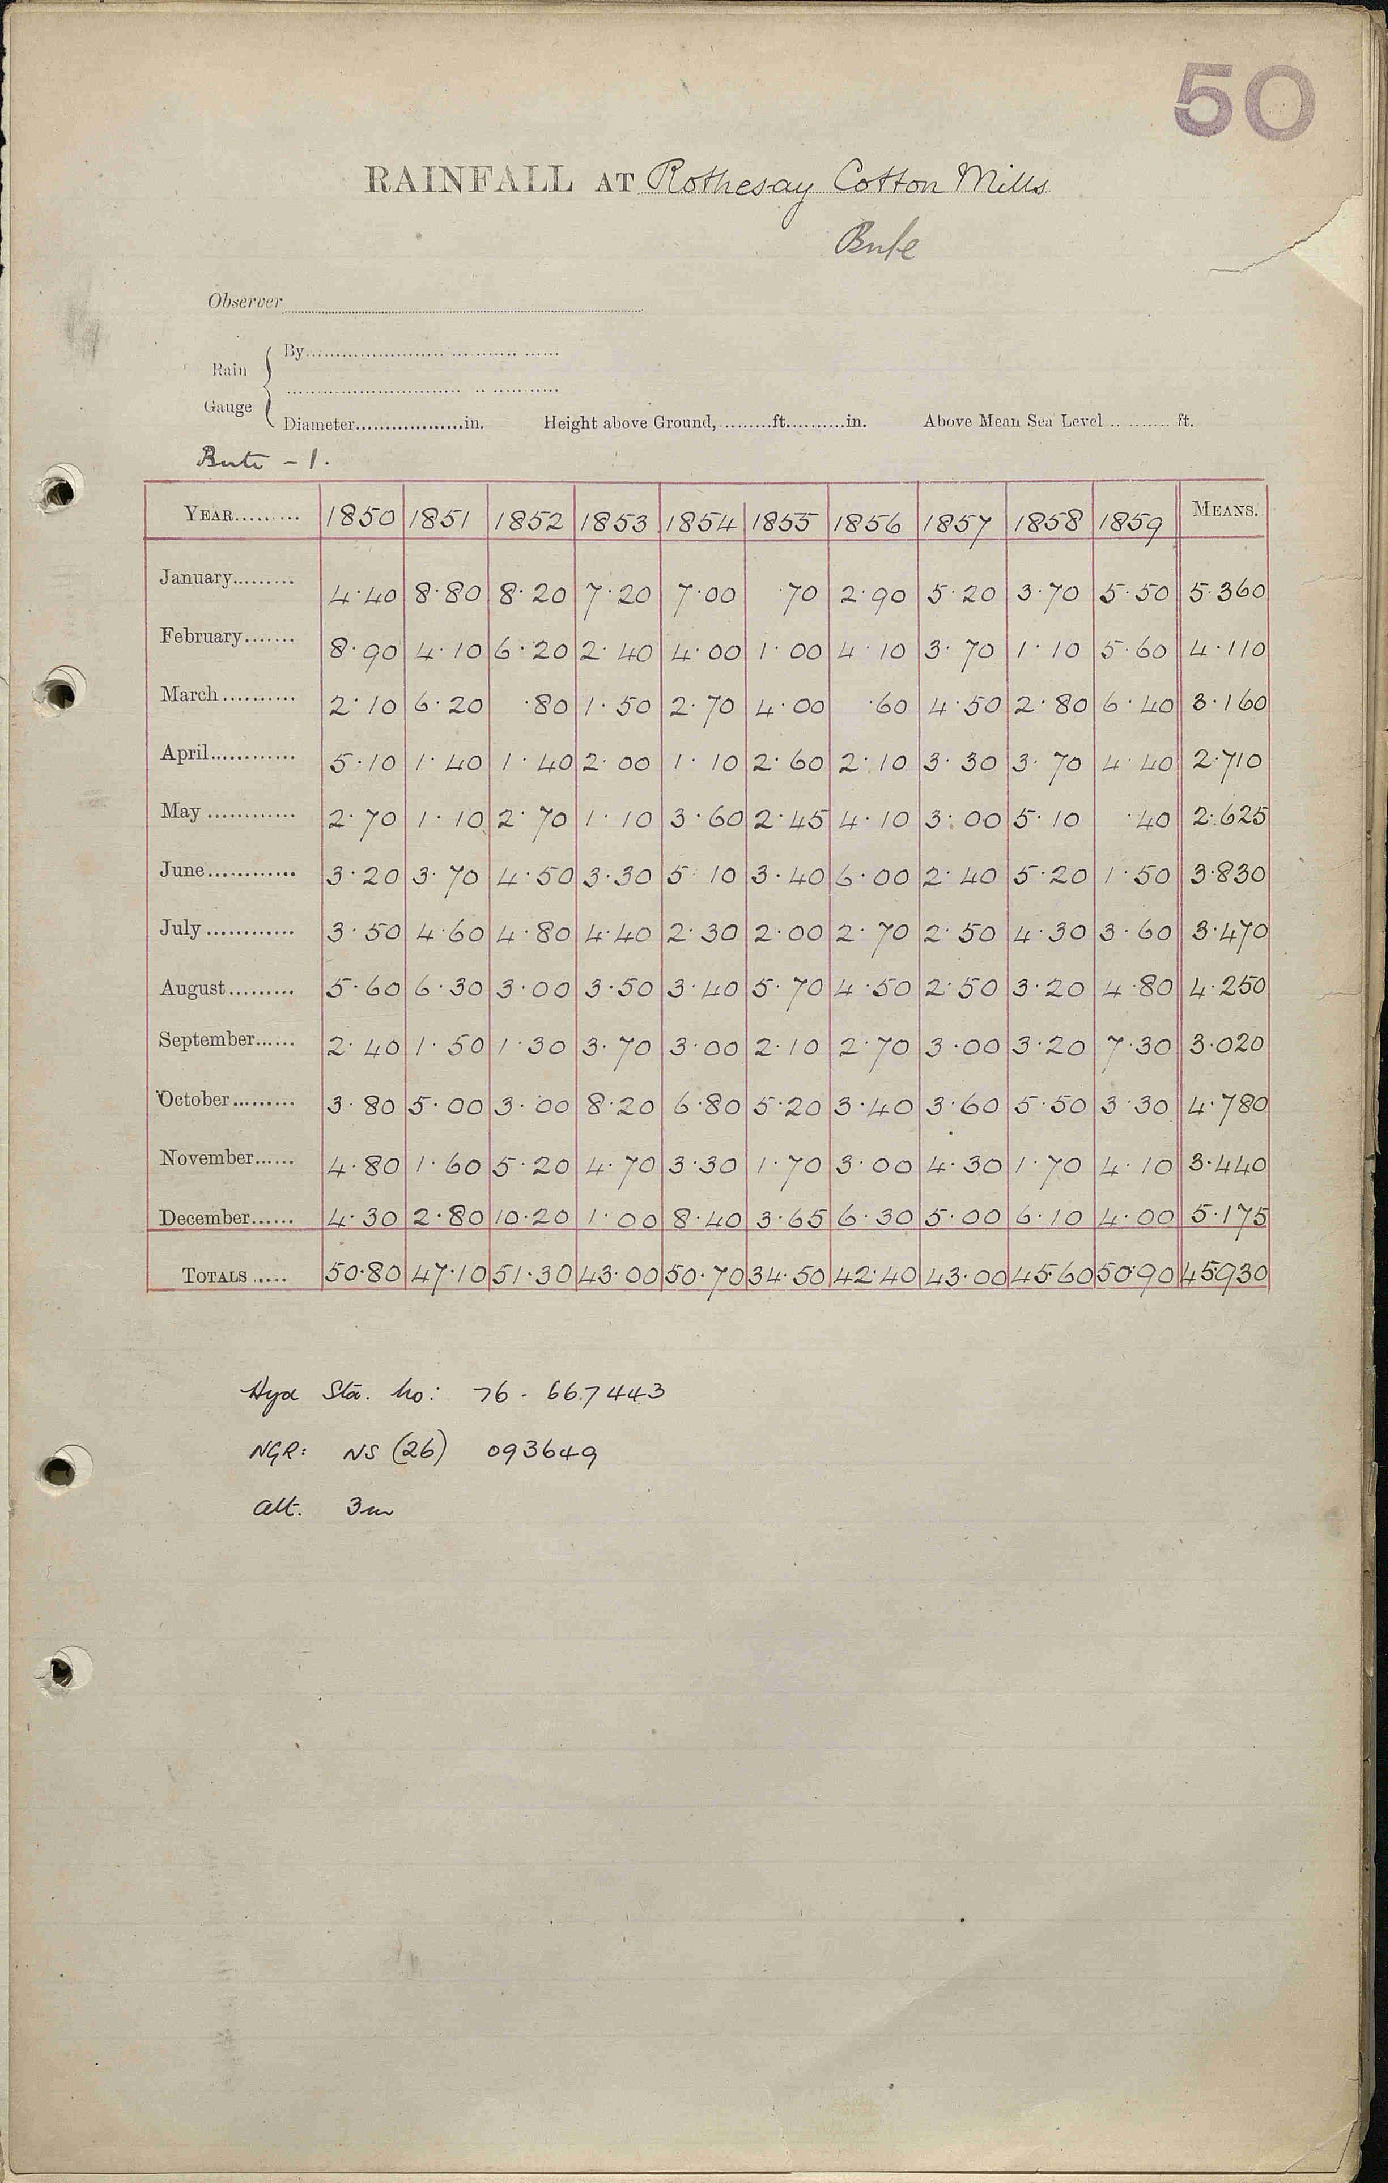 50
RAINFALL AT Rothesay Cotton Mills
Bute
Observer
By
Rain
Gauge
Diameter in. Height above Ground, ft. in. Above Mean Sea Level ft.
Bute - 1.
YEAR 1850 1851 1852 1853 1854 1855 1856 1857 1858 1859 MEANS.
January 4.40 8.80 8.20 7.20 7.00 .70 2.90 5.20 3.70 5.50 5.360
February 8.90 4.10 6.20 2.40 4.00 1.00 4.10 3.70 1.10 5.60 4.110
March 2.10 6.20 .80 1.50 2.70 4.00 .60 4.50 2.80 6.40 3.160
April 5.10 1.40 1.40 2.00 1.10 2.60 2.10 3.30 3.70 4.40 2.710
May 2.70 1.10 2.70 1.10 3.60 2.45 4.10 3.00 5.10 .40 2.625
June 3.20 3.70 4.50 3.30 5.10 3.40 6.00 2.40 5.20 1.50 3.830
July 3.50 4.60 4.80 4.40 2.30 2.00 2.70 2.50 4.30 3.60 3.470
August 5.60 6.30 3.00 3.50 3.40 5.70 4.50 2.50 3.20 4.80 4.250
September 2.40 1.50 1.30 3.70 3.00 2.10 2.70 3.00 3.20 7.30 3.020
October 3.80 5.00 3.00 8.20 6.80 5.20 3.40 3.60 5.50 3.30 4.780
November 4.80 1.60 5.20 4.70 3.30 1.70 3.00 4.30 1.70 4.10 3.440
December 4.30 2.80 10.20 1.00 8.40 3.65 6.30 5.00 6.10 4.00 5.175
TOTALS 50.80 47.10 51.30 43.00 50.70 34.50 42.40 43.00 45.60 50.90 45.930
Hyd Sta. No: 76. 667443
NGR: NS (26) 093649
alt. 3m